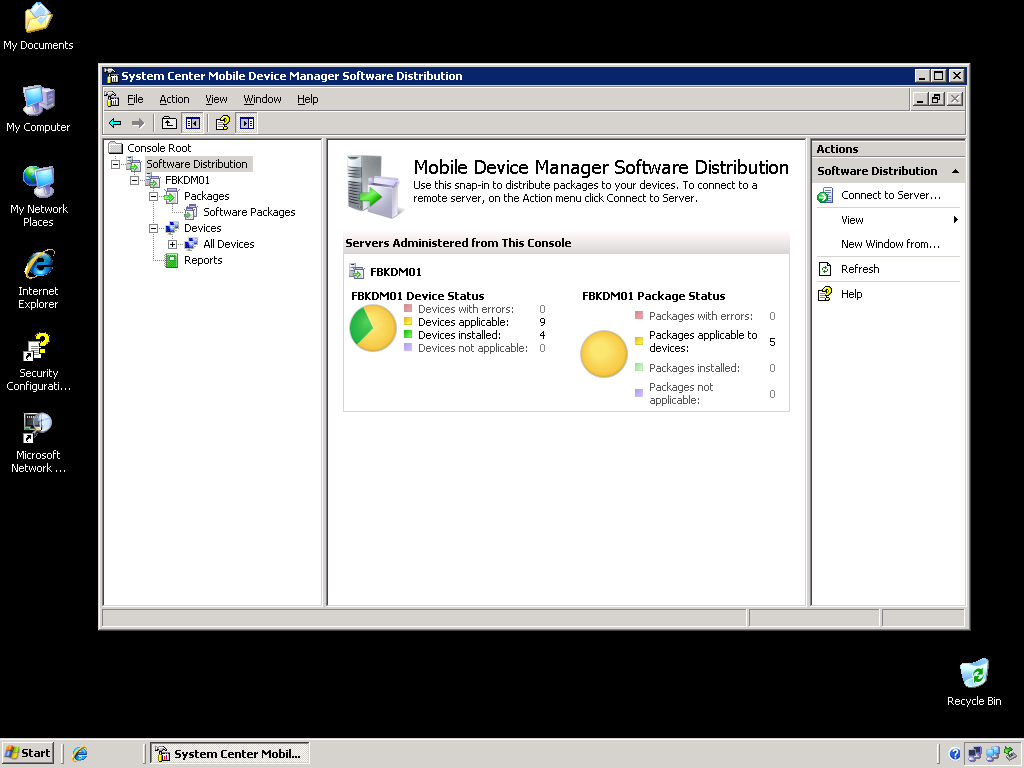 My Documents
My Computer
My Network
Places
Internet
Explorer
Security
Configurati...
Microsoft
Network ...
System Center Mobile Device Manager Software Distribution
File Action View Window Help
Console Root
Software Distribution
FBKDM01
Packages
Software Packages
Devices
All Devices
Reports
Mobile Device Manager Software Distribution
Use this snap-in to distribute packages to your devices. To connect to a
remote server, on the Action menu click Connect to Server.
Servers Administered from This Console
FBKDM01
FBKDM01 Device Status
Devices with errors: 0
Devices applicable: 9
Devices installed: 4
Devices not applicable: 0
FBKDM01 Package Status
Packages with errors: 0
Packages applicable to
devices: 5
Packages installed: 0
Packages not
applicable: 0
Actions
Software Distribution
Connect to Server...
View
New Window from...
Refresh
Help
Recycle Bin
Start
System Center Mobil...